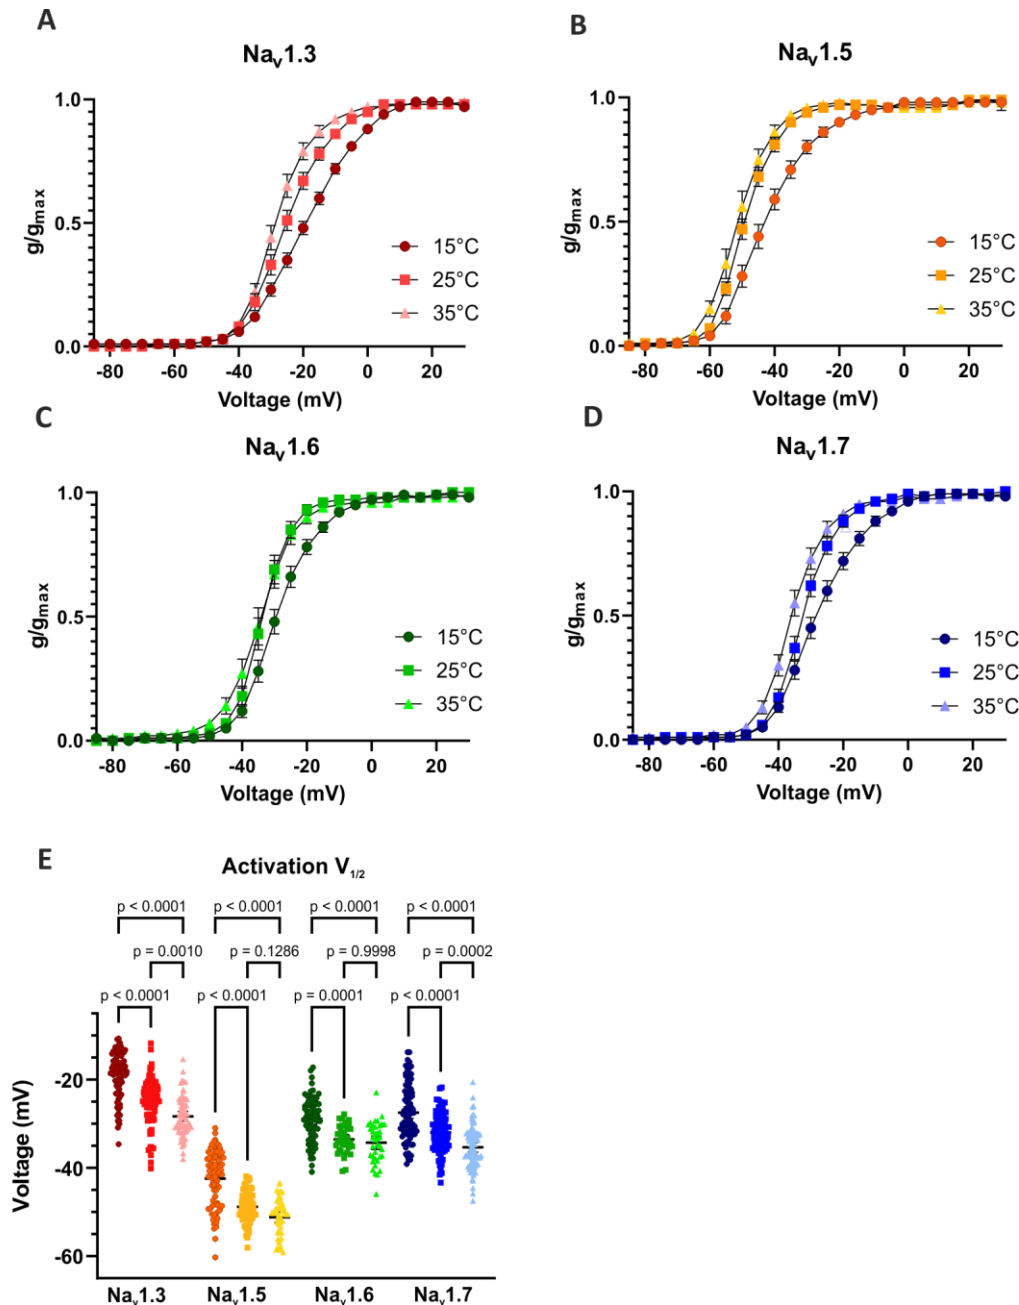 A
Nav1.3
1.0
0.5
0.0
g/gmax
15°C
25°C
35°C
-80 -60 -40 -20 0 20
Voltage (mV)
B
Nav1.5
1.0
0.5
0.0
g/gmax
15°C
25°C
35°C
-80 -60 -40 -20 0 20
Voltage (mV)
C
Nav1.6
1.0
0.5
0.0
g/gmax
15°C
25°C
35°C
-80 -60 -40 -20 0 20
Voltage (mV)
D
Nav1.7
1.0
0.5
0.0
g/gmax
15°C
25°C
35°C
-80 -60 -40 -20 0 20
Voltage (mV)
E
Activation V1/2
p < 0.0001 p < 0.0001 p < 0.0001 p < 0.0001
p = 0.0010 p = 0.1286 p = 0.9998 p = 0.0002
p < 0.0001 p < 0.0001 p = 0.0001 p < 0.0001
-20
-40
-60
Voltage (mV)
Nav1.3 Nav1.5 Nav1.6 Nav1.7